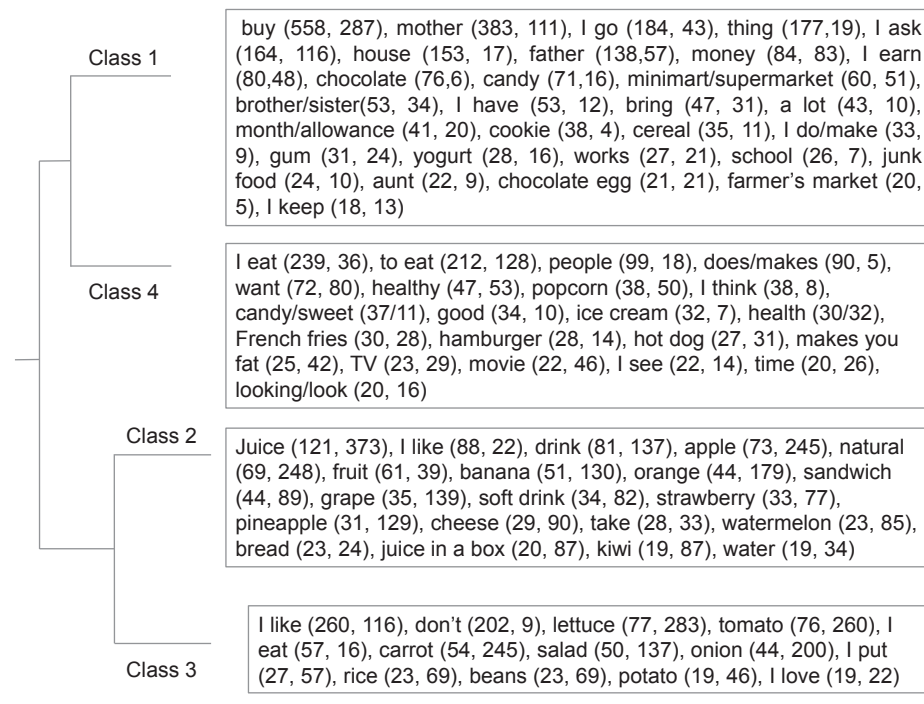 Class 1
buy (558, 287), mother (383, 111), I go (184, 43), thing (177,19), I ask
(164, 116), house (153, 17), father (138,57), money (84, 83), I earn
(80,48), chocolate (76,6), candy (71,16), minimart/supermarket (60, 51),
brother/sister(53, 34), I have (53, 12), bring (47, 31), a lot (43, 10),
month/allowance (41, 20), cookie (38, 4), cereal (35, 11), I do/make (33,
9), gum (31, 24), yogurt (28, 16), works (27, 21), school (26, 7), junk
food (24, 10), aunt (22, 9), chocolate egg (21, 21), farmer's market (20,
5), I keep (18, 13)
Class 4
I eat (239, 36), to eat (212, 128), people (99, 18), does/makes (90, 5),
want (72, 80), healthy (47, 53), popcorn (38, 50), I think (38, 8),
candy/sweet (37/11), good (34, 10), ice cream (32, 7), health (30/32),
French fries (30, 28), hamburger (28, 14), hot dog (27, 31), makes you
fat (25, 42), TV (23, 29), movie (22, 46), I see (22, 14), time (20, 26),
looking/look (20, 16)
Class 2
Juice (121, 373), I like (88, 22), drink (81, 137), apple (73, 245), natural
(69, 248), fruit (61, 39), banana (51, 130), orange (44, 179), sandwich
(44, 89), grape (35, 139), soft drink (34, 82), strawberry (33, 77),
pineapple (31, 129), cheese (29, 90), take (28, 33), watermelon (23, 85),
bread (23, 24), juice in a box (20, 87), kiwi (19, 87), water (19, 34)
Class 3
I like (260, 116), don't (202, 9), lettuce (77, 283), tomato (76, 260), I
eat (57, 16), carrot (54, 245), salad (50, 137), onion (44, 200), I put
(27, 57), rice (23, 69), beans (23, 69), potato (19, 46), I love (19, 22)